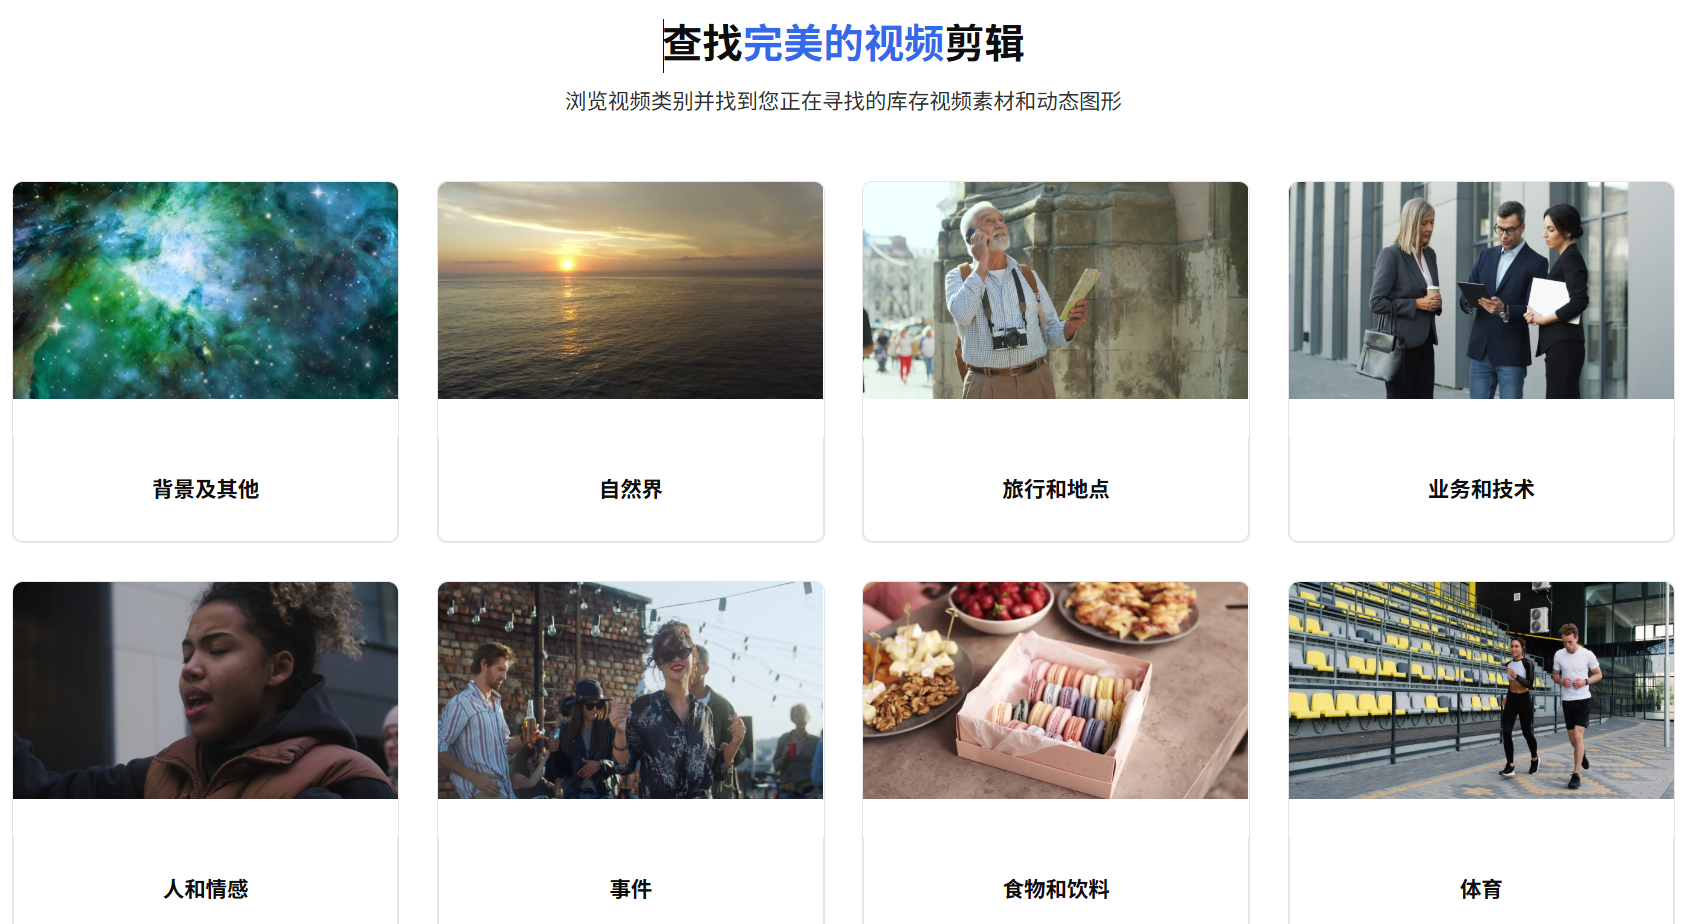 查找完美的视频剪辑
浏览视频类别并找到您正在寻找的库存视频素材和动态图形
背景及其他
自然界
旅行和地点
业务和技术
人和情感
事件
食物和饮料
体育